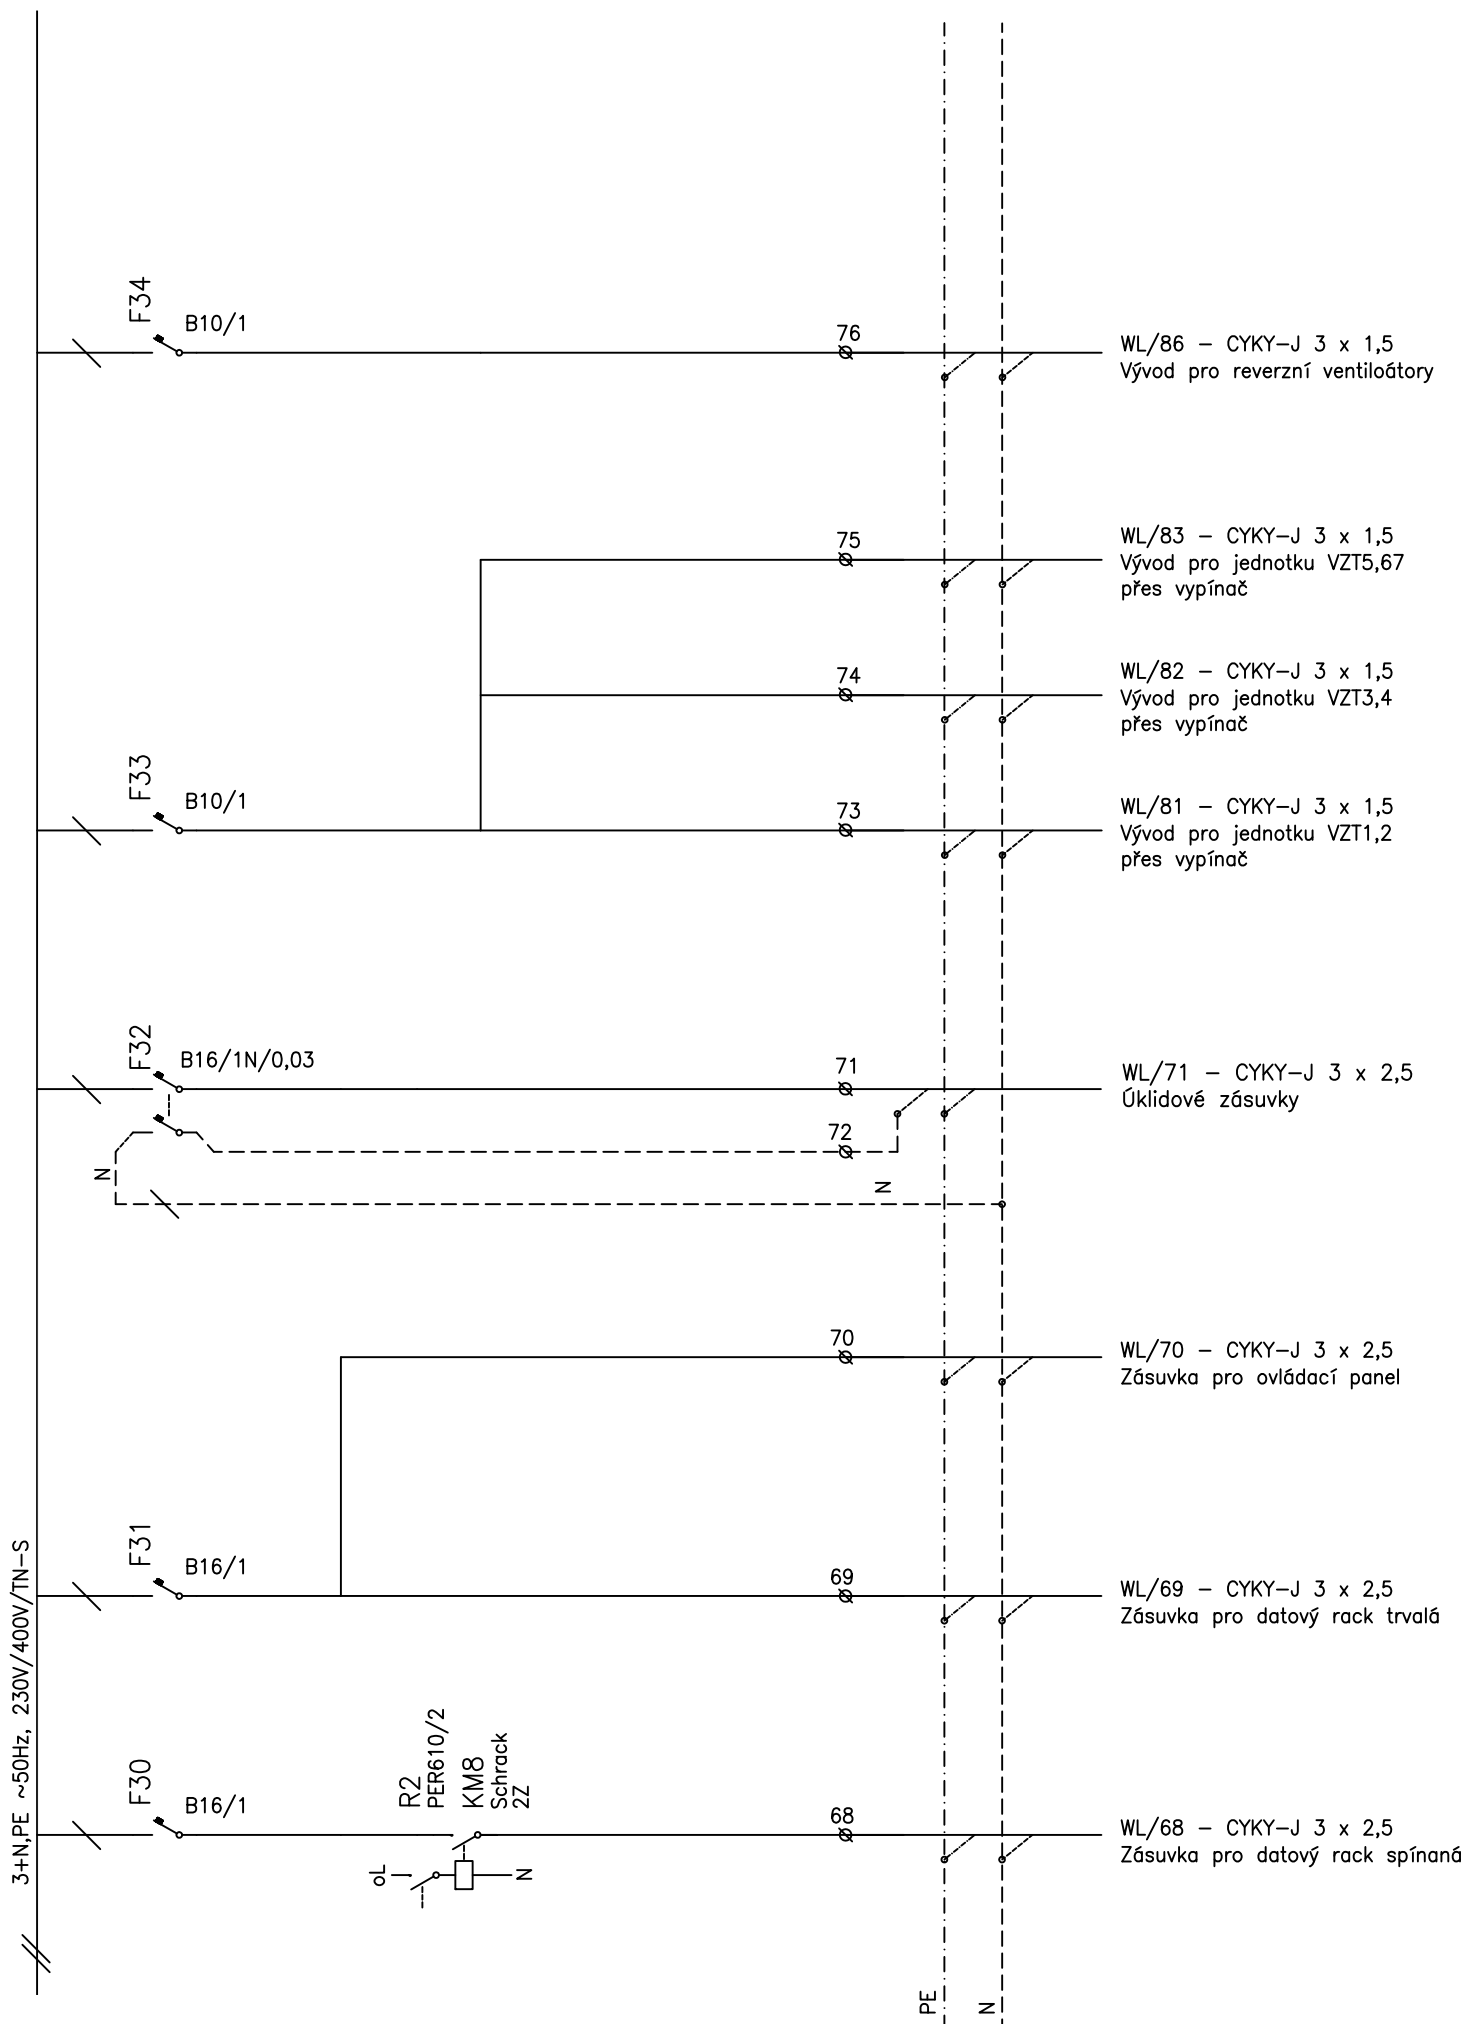 F34
B10/1
76
WL/86 – CYKY–J 3 x 1,5
Vývod pro reverzní ventiloátory
75
WL/83 – CYKY–J 3 x 1,5
Vývod pro jednotku VZT5,67
přes vypínač
74
WL/82 – CYKY–J 3 x 1,5
Vývod pro jednotku VZT3,4
přes vypínač
F33
B10/1
73
WL/81 – CYKY–J 3 x 1,5
Vývod pro jednotku VZT1,2
přes vypínač
F32
B16/1N/0,03
71
WL/71 – CYKY–J 3 x 2,5
Úklidové zásuvky
72
N
N
70
WL/70 – CYKY–J 3 x 2,5
Zásuvka pro ovládací panel
F31
B16/1
69
WL/69 – CYKY–J 3 x 2,5
Zásuvka pro datový rack trvalá
3+N,PE ~50Hz, 230V/400V/TN–S
F30
B16/1
R2
PER610/2
KM8
Schrack
2Z
68
WL/68 – CYKY–J 3 x 2,5
Zásuvka pro datový rack spínaná
oL
N
PE
N